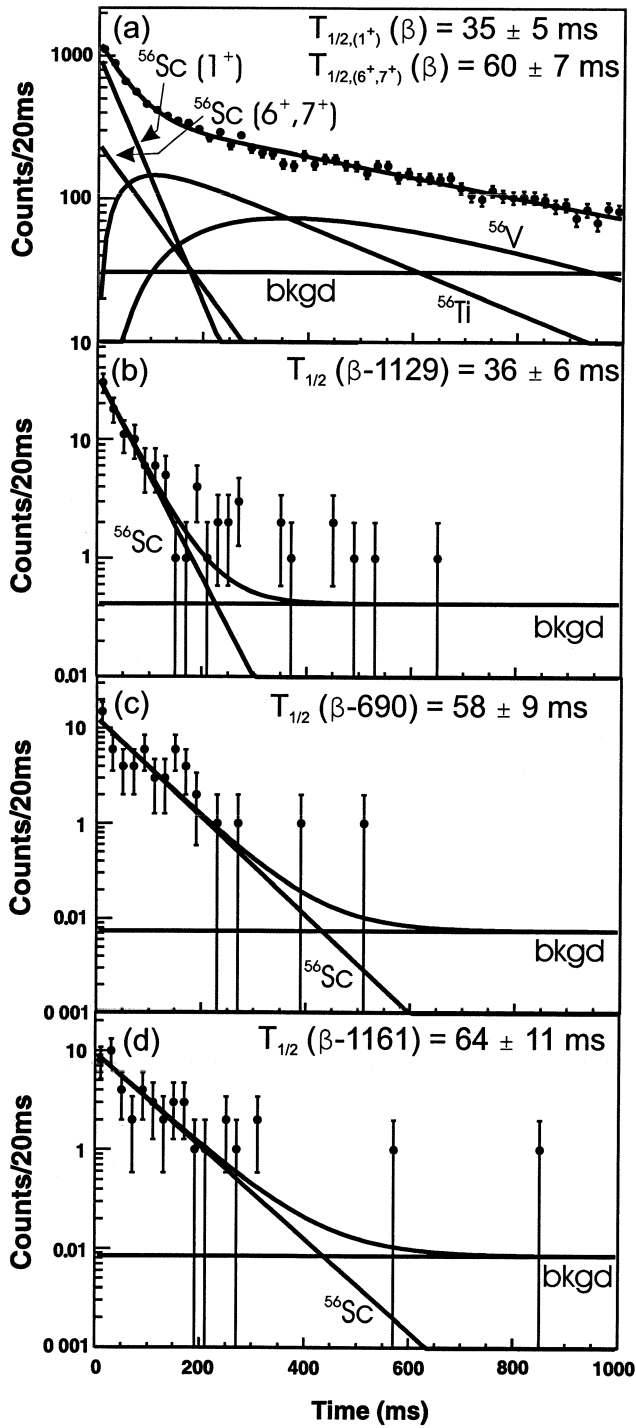 (a)
T1/2,(1+) (β) = 35 ± 5 ms
T1/2,(6+,7+) (β) = 60 ± 7 ms
56Sc (1+)
56Sc (6+,7+)
1000
100
10
Counts/20ms
56V
bkgd
56Ti
(b)
T1/2 (β-1129) = 36 ± 6 ms
10
1
0.01
Counts/20ms
56Sc
bkgd
(c)
T1/2 (β-690) = 58 ± 9 ms
10
1
0.01
0 001
Counts/20ms
56Sc
bkgd
(d)
T1/2 (β-1161) = 64 ± 11 ms
10
1
0.01
0 001
Counts/20ms
56Sc
bkgd
0 200 400 600 800 1000
Time (ms)